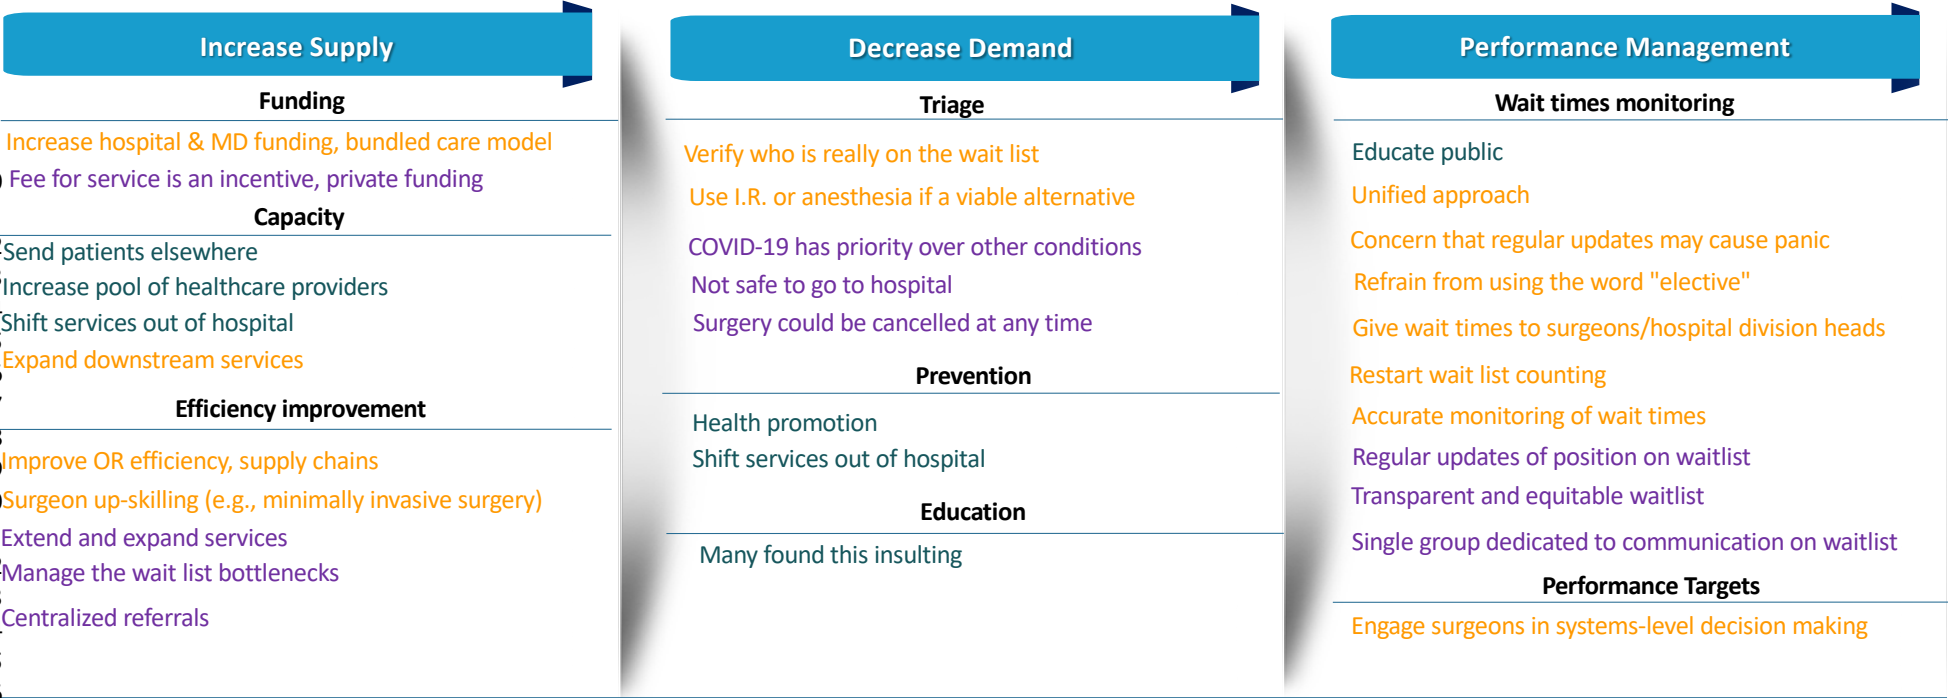 Increase Supply
Funding
Increase hospital & MD funding, bundled care model
Fee for service is an incentive, private funding
Capacity
Send patients elsewhere
Increase pool of healthcare providers
Shift services out of hospital
Expand downstream services
Efficiency improvement
Improve OR efficiency, supply chains
Surgeon up-skilling (e.g., minimally invasive surgery)
Extend and expand services
Manage the wait list bottlenecks
Centralized referrals
Decrease Demand
Triage
Verify who is really on the wait list
Use I.R. or anesthesia if a viable alternative
COVID-19 has priority over other conditions
Not safe to go to hospital
Surgery could be cancelled at any time
Prevention
Health promotion
Shift services out of hospital
Education
Many found this insulting
Performance Management
Wait times monitoring
Educate public
Unified approach
Concern that regular updates may cause panic
Refrain from using the word "elective"
Give wait times to surgeons/hospital division heads
Restart wait list counting
Accurate monitoring of wait times
Regular updates of position on waitlist
Transparent and equitable waitlist
Single group dedicated to communication on waitlist
Performance Targets
Engage surgeons in systems-level decision making